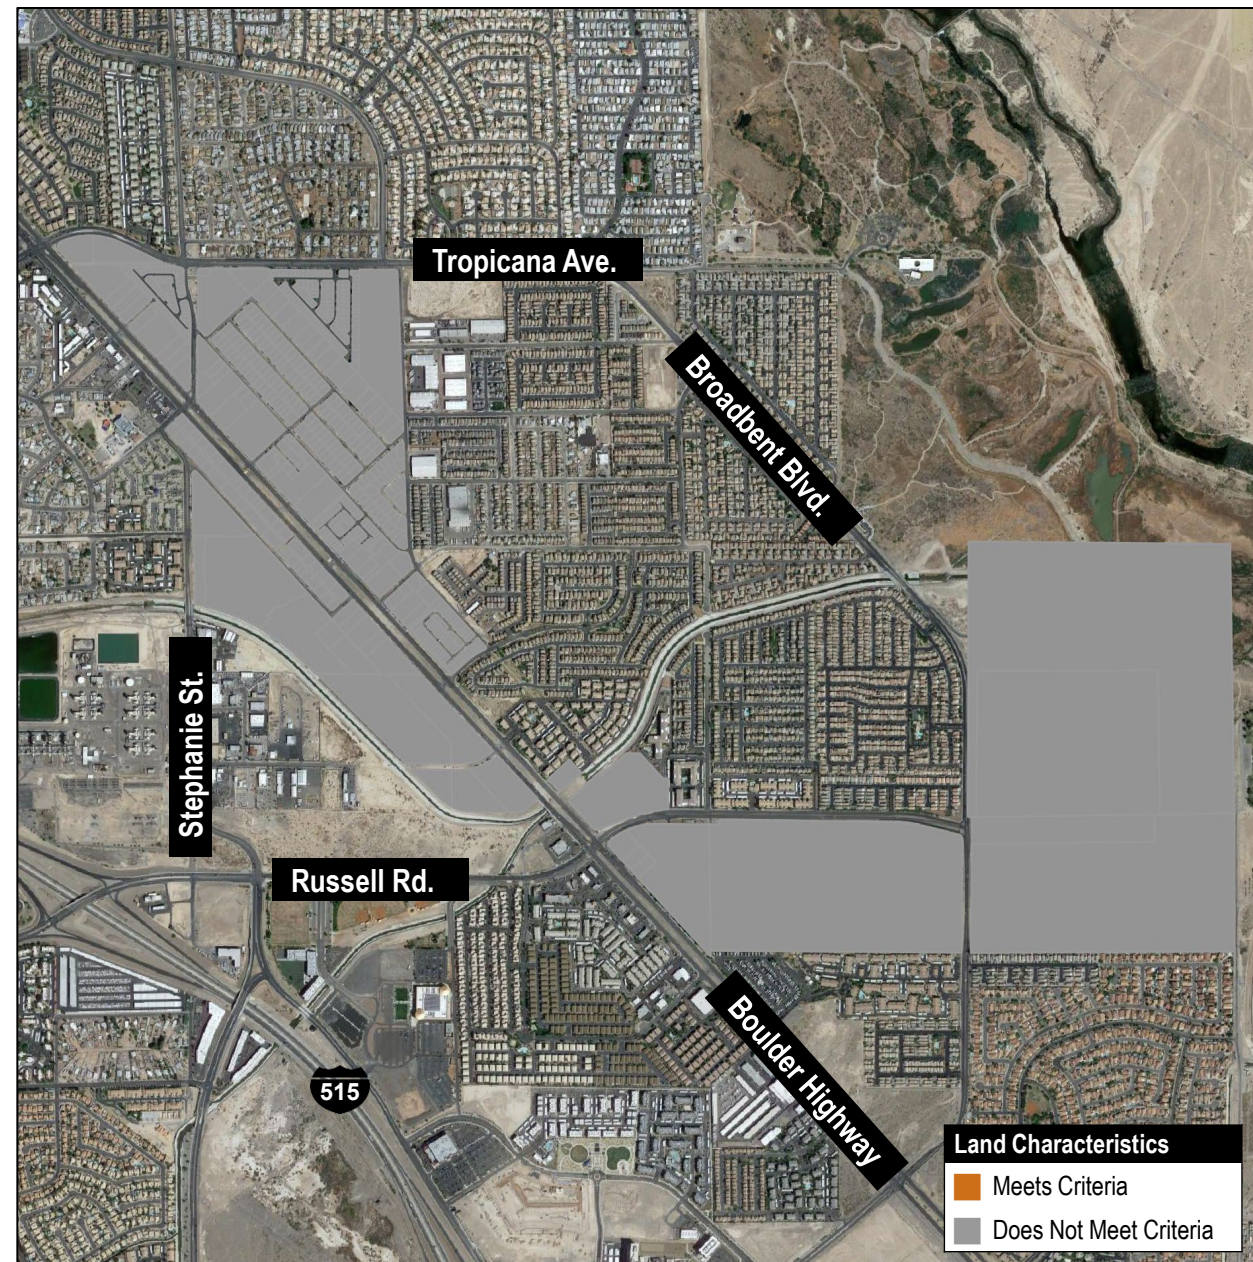 Tropicana Ave.
Broadbent Blvd.
Stephanie St.
Russell Rd.
Boulder Highway
515
Land Characteristics
Meets Criteria
Does Not Meet Criteria